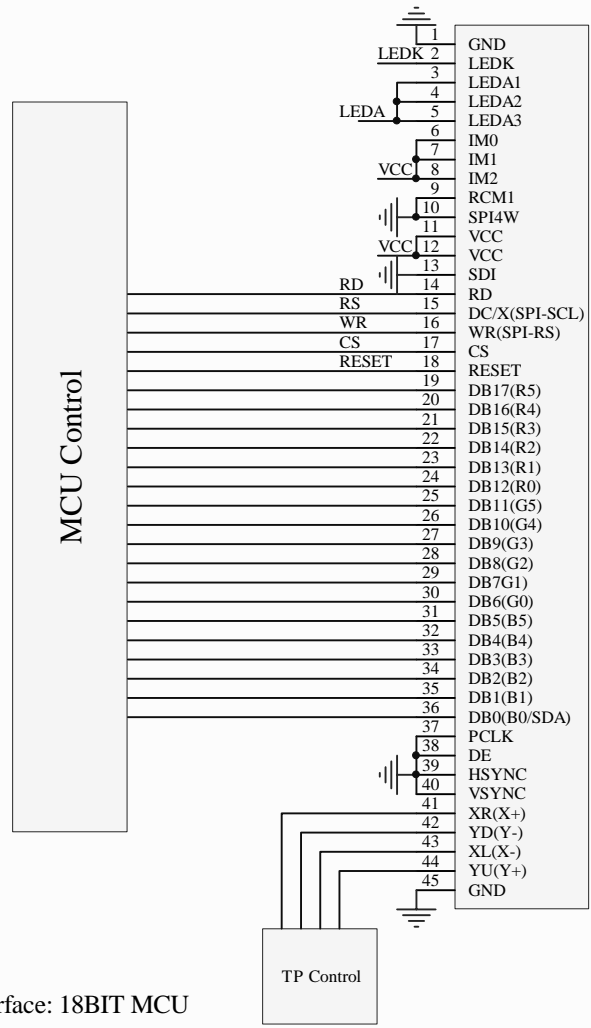 1 GND
LEDK 2 LEDK
3 LEDA1
4 LEDA2
LEDA 5 LEDA3
6 IM0
7 IM1
VCC 8 IM2
9 RCM1
10 SPI4W
11 VCC
VCC 12 VCC
13 SDI
RD 14 RD
RS 15 DC/X(SPI-SCL)
WR 16 WR(SPI-RS)
CS 17 CS
RESET 18 RESET
19 DB17(R5)
20 DB16(R4)
21 DB15(R3)
22 DB14(R2)
23 DB13(R1)
24 DB12(R0)
25 DB11(G5)
26 DB10(G4)
27 DB9(G3)
28 DB8(G2)
29 DB7G1)
30 DB6(G0)
31 DB5(B5)
32 DB4(B4)
33 DB3(B3)
34 DB2(B2)
35 DB1(B1)
36 DB0(B0/SDA)
37 PCLK
38 DE
39 HSYNC
40 VSYNC
41 XR(X+)
42 YD(Y-)
43 XL(X-)
44 YU(Y+)
45 GND
MCU Control
TP Control
rface: 18BIT MCU